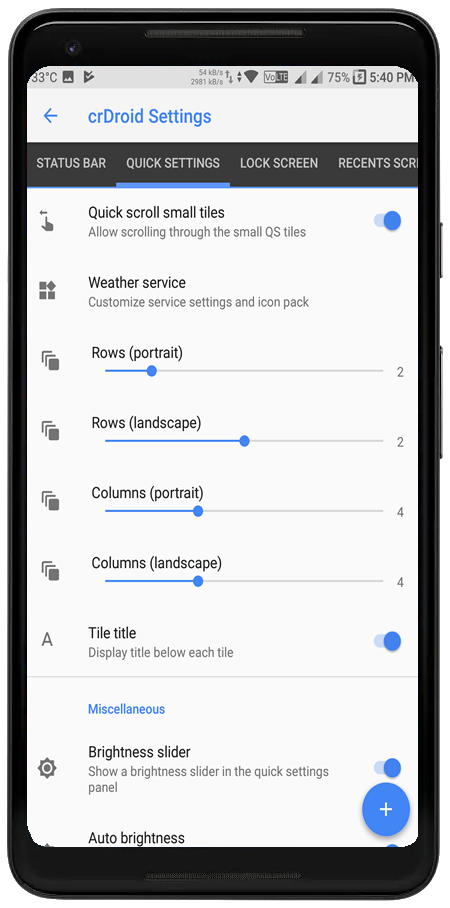 33°C 54 kB/s 2981 kB/s Vo LTE 75% 5:40 PM
crDroid Settings
STATUS BAR QUICK SETTINGS LOCK SCREEN RECENTS SCR
Quick scroll small tiles
Allow scrolling through the small QS tiles
Weather service
Customize service settings and icon pack
Rows (portrait)
2
Rows (landscape)
2
Columns (portrait)
4
Columns (landscape)
4
A Tile title
Display title below each tile
Miscellaneous
Brightness slider
Show a brightness slider in the quick settings
panel
+
Auto brightness